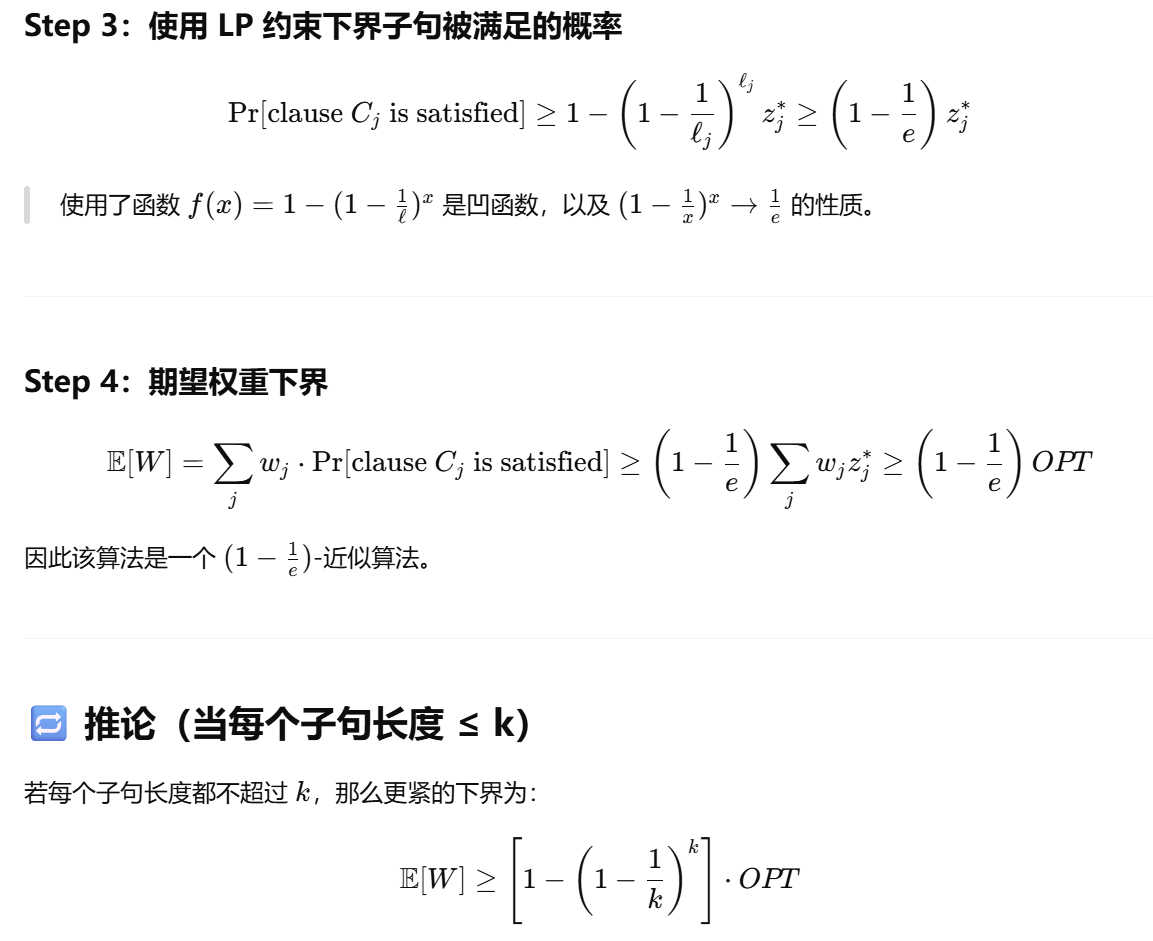 Step 3：使用 LP 约束下界子句被满足的概率
$$\Pr[\text{clause } C_j \text{ is satisfied}] \geq 1 - \left(1 - \frac{1}{\ell_j}\right)^{\ell_j} z_j^* \geq \left(1 - \frac{1}{e}\right) z_j^*$$
使用了函数 $f(x) = 1 - (1 - \frac{1}{\ell})^x$ 是凹函数，以及 $(1 - \frac{1}{x})^x \to \frac{1}{e}$ 的性质。
Step 4：期望权重下界
$$\mathbb{E}[W] = \sum_j w_j \cdot \Pr[\text{clause } C_j \text{ is satisfied}] \geq \left(1 - \frac{1}{e}\right) \sum_j w_j z_j^* \geq \left(1 - \frac{1}{e}\right) OPT$$
因此该算法是一个 $(1 - \frac{1}{e})$-近似算法。
🔁 推论（当每个子句长度 ≤ k）
若每个子句长度都不超过 $k$，那么更紧的下界为：
$$\mathbb{E}[W] \geq \left[1 - \left(1 - \frac{1}{k}\right)^k\right] \cdot OPT$$